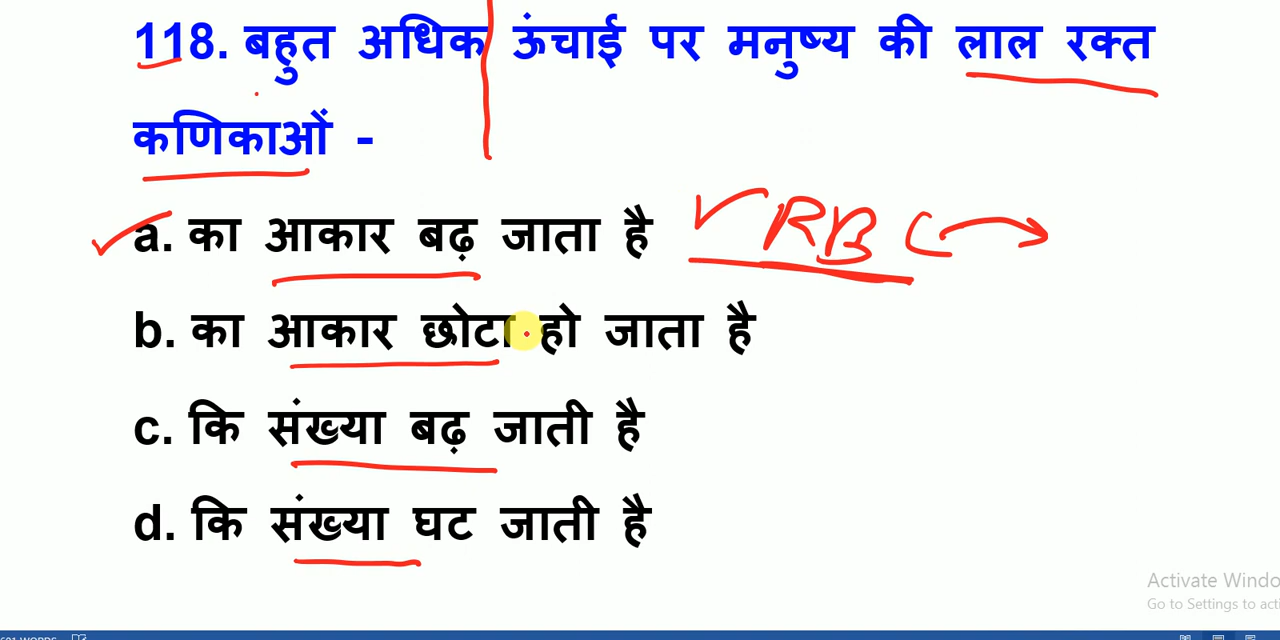 118. बहुत अधिक ऊंचाई पर मनुष्य की लाल रक्त
कणिकाओं -
a. का आकार बढ़ जाता है RBC
b. का आकार छोटा हो जाता है
c. कि संख्या बढ़ जाती है
d. कि संख्या घट जाती है
Activate Windo
Go to Settings to acti